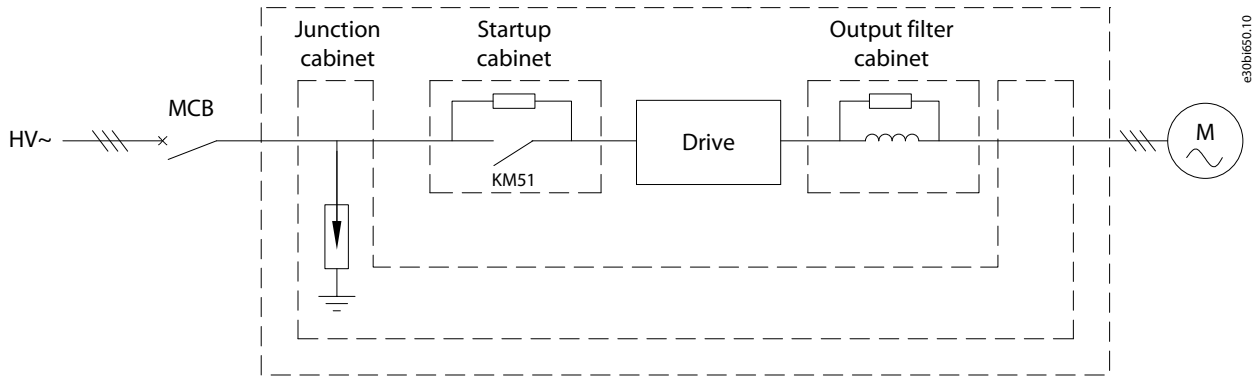 Junction
cabinet
Startup
cabinet
Output filter
cabinet
e30bi650.10
MCB
HV~
Drive
M
KM51